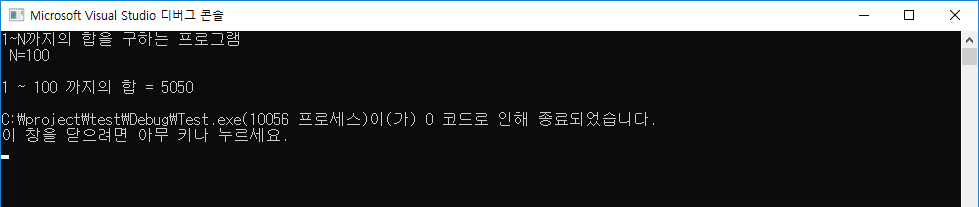 Microsoft Visual Studio 디버그 콘솔
1~N까지의 합을 구하는 프로그램
N=100
1 ~ 100 까지의 합 = 5050
C:₩project₩test₩Debug₩Test.exe(10056 프로세스)이(가) 0 코드로 인해 종료되었습니다.
이 창을 닫으려면 아무 키나 누르세요.